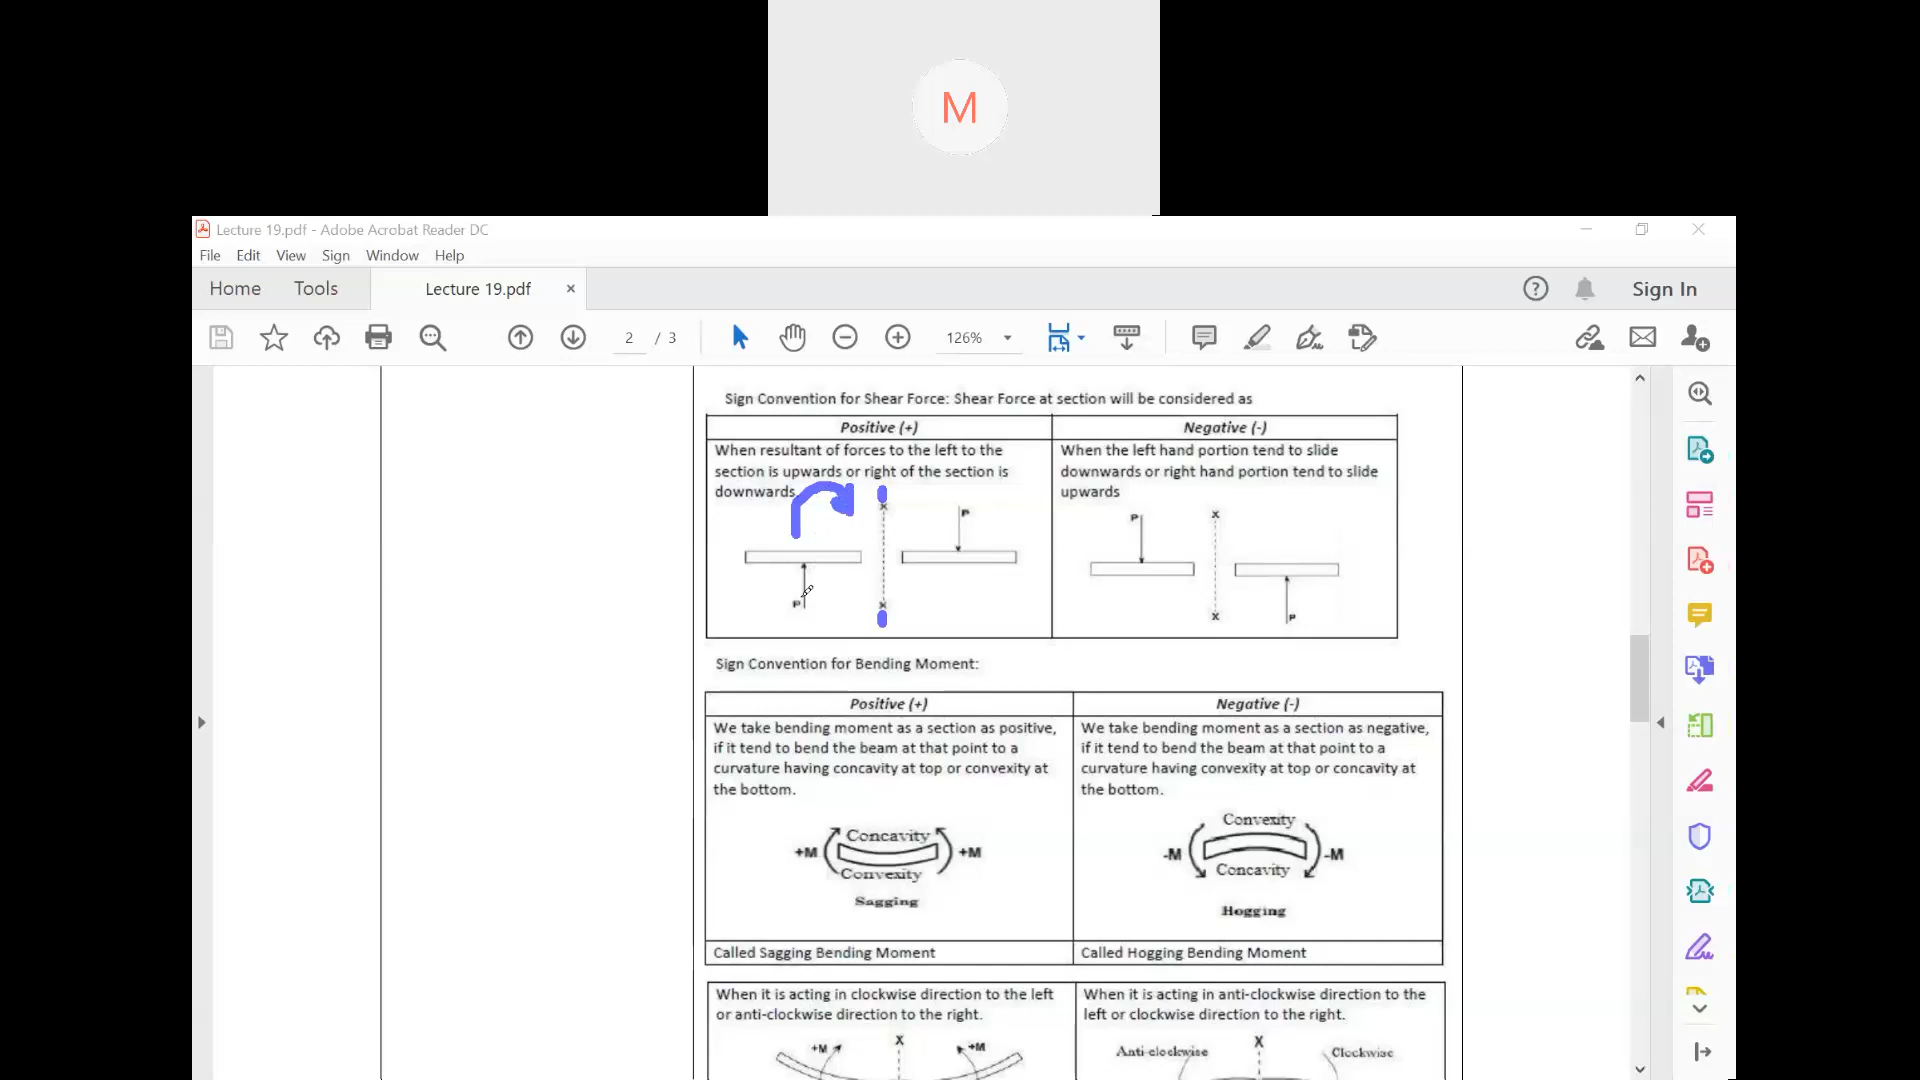 M
Lecture 19.pdf - Adobe Acrobat Reader DC
File Edit View Sign Window Help
Home Tools Lecture 19.pdf × Sign In
2 / 3 126%
Sign Convention for Shear Force: Shear Force at section will be considered as
Positive (+) Negative (-)
When resultant of forces to the left to the
section is upwards or right of the section is
downwards.
When the left hand portion tend to slide
downwards or right hand portion tend to slide
upwards
X P
P X
P X
X P
Sign Convention for Bending Moment:
Positive (+) Negative (-)
We take bending moment as a section as positive,
if it tend to bend the beam at that point to a
curvature having concavity at top or convexity at
the bottom.
+M Concavity +M
Convexity
Sagging
We take bending moment as a section as negative,
if it tend to bend the beam at that point to a
curvature having convexity at top or concavity at
the bottom.
Convexity
-M -M
Concavity
Hogging
Called Sagging Bending Moment Called Hogging Bending Moment
When it is acting in clockwise direction to the left
or anti-clockwise direction to the right.
+M X +M
When it is acting in anti-clockwise direction to the
left or clockwise direction to the right.
Anti-clockwise X Clockwise